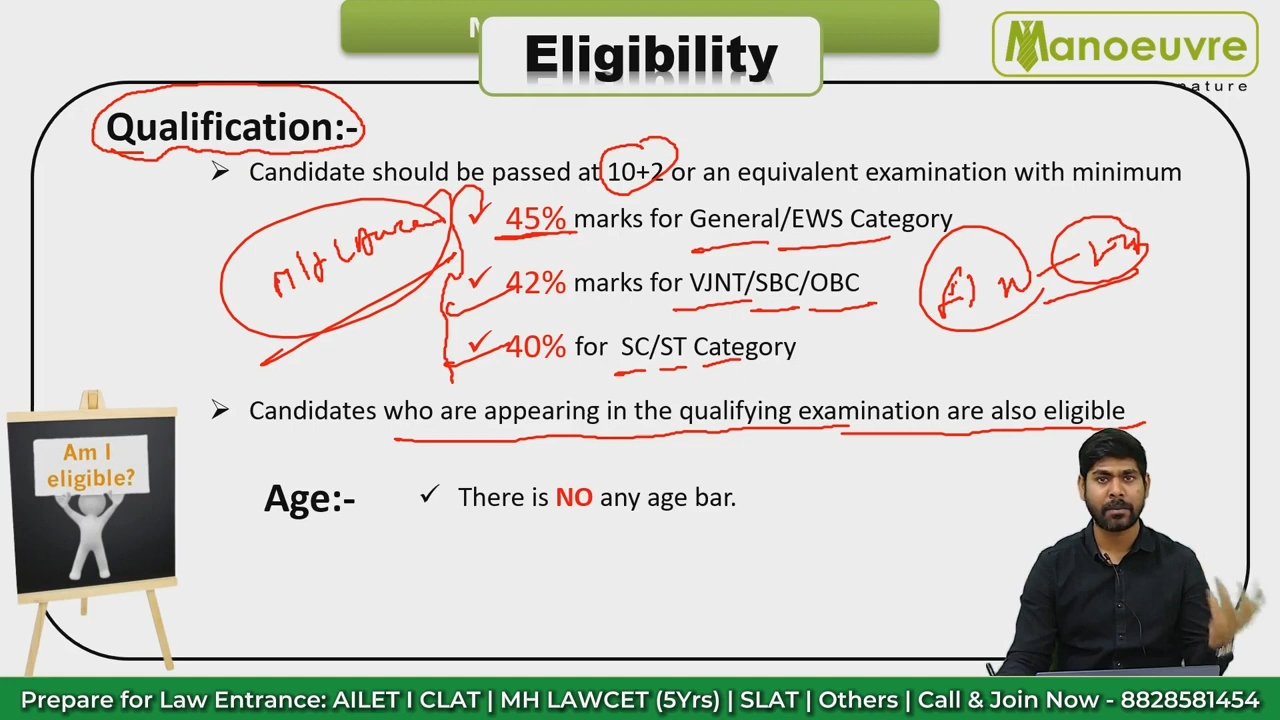 Eligibility
Manoeuvre
nature
Qualification:-
➢ Candidate should be passed at 10+2 or an equivalent examination with minimum
✓ 45% marks for General/EWS Category
✓ 42% marks for VJNT/SBC/OBC
✓ 40% for SC/ST Category
➢ Candidates who are appearing in the qualifying examination are also eligible
Am I
eligible?
Age:- ✓ There is NO any age bar.
Prepare for Law Entrance: AILET I CLAT | MH LAWCET (5Yrs) | SLAT | Others | Call & Join Now - 8828581454